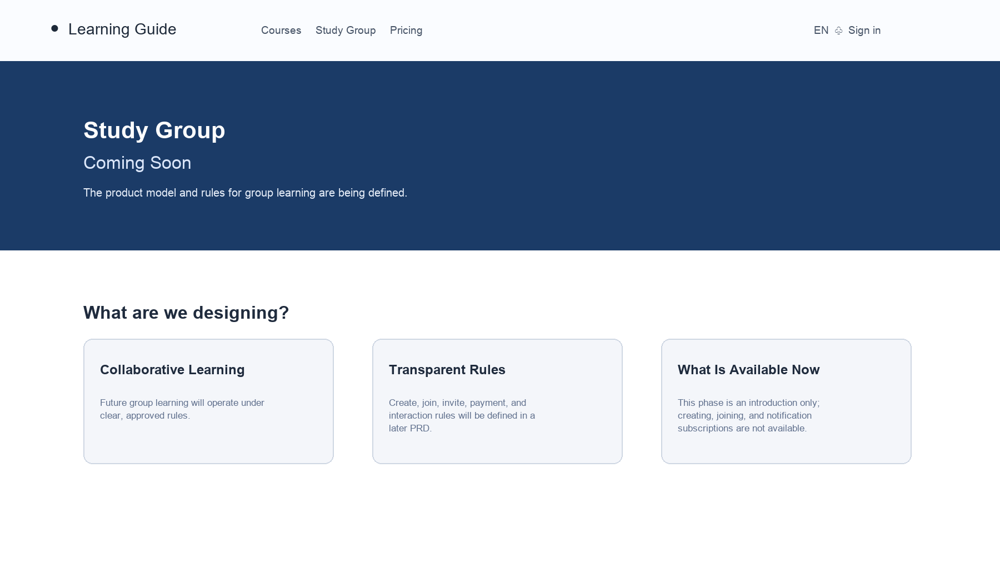 Learning Guide
Courses Study Group Pricing
EN ♧ Sign in
Study Group
Coming Soon
The product model and rules for group learning are being defined.
What are we designing?
Collaborative Learning
Future group learning will operate under
clear, approved rules.
Transparent Rules
Create, join, invite, payment, and
interaction rules will be defined in a
later PRD.
What Is Available Now
This phase is an introduction only;
creating, joining, and notification
subscriptions are not available.